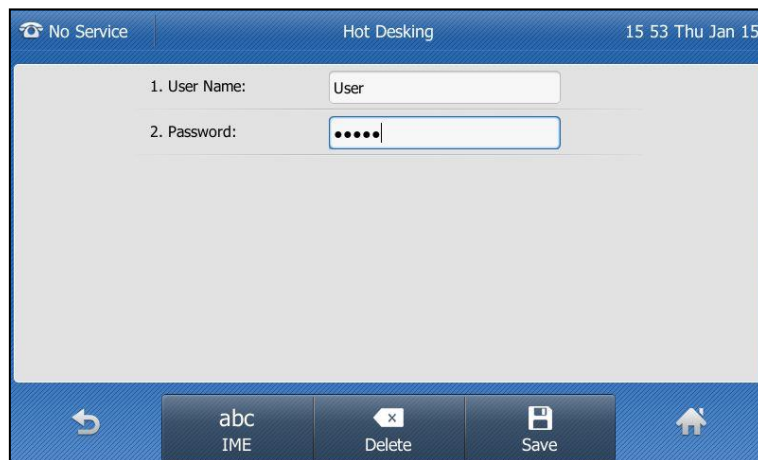 No Service Hot Desking 15 53 Thu Jan 15
1. User Name: User
2. Password: •••••
abc
IME Delete Save